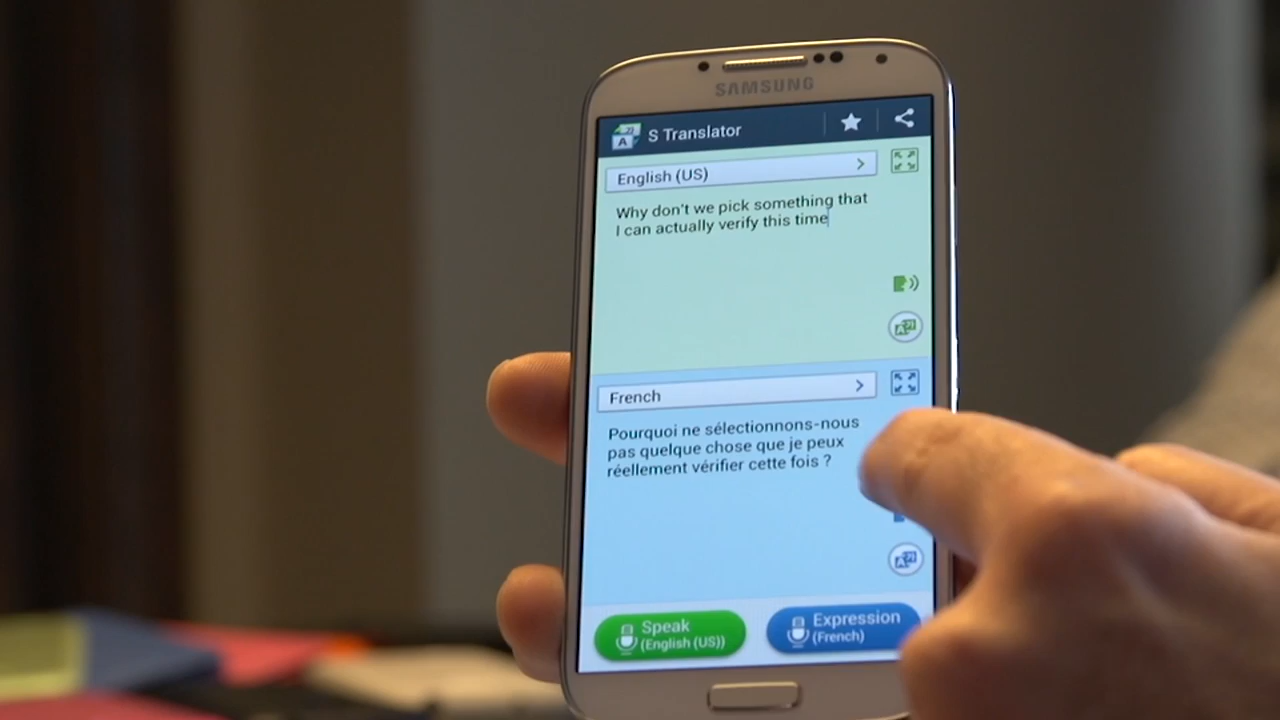 SAMSUNG
S Translator
English (US)
Why don't we pick something that
I can actually verify this time
French
Pourquoi ne sélectionnons-nous
pas quelque chose que je peux
réellement vérifier cette fois ?
Speak
(English (US))
Expression
(French)